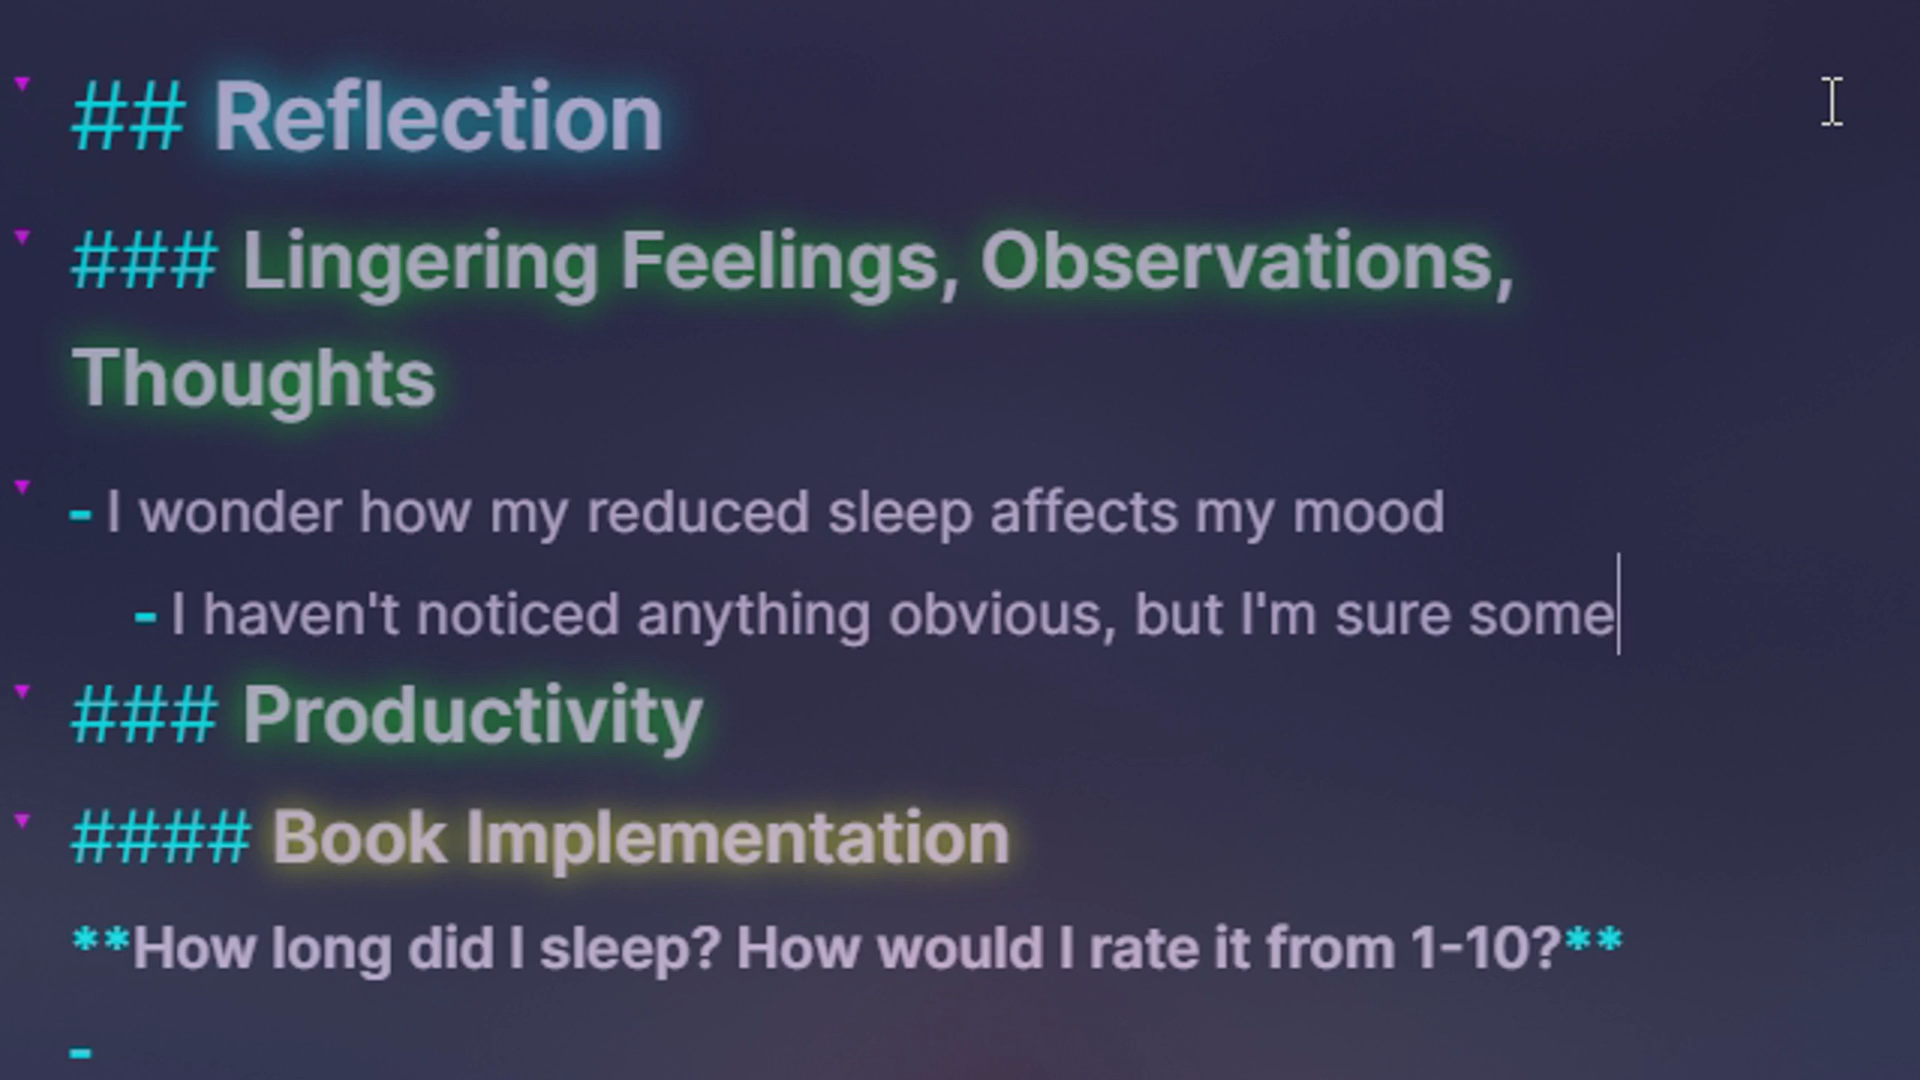 ## Reflection
### Lingering Feelings, Observations,
Thoughts
- I wonder how my reduced sleep affects my mood
- I haven't noticed anything obvious, but I'm sure some
### Productivity
#### Book Implementation
**How long did I sleep? How would I rate it from 1-10?**
-